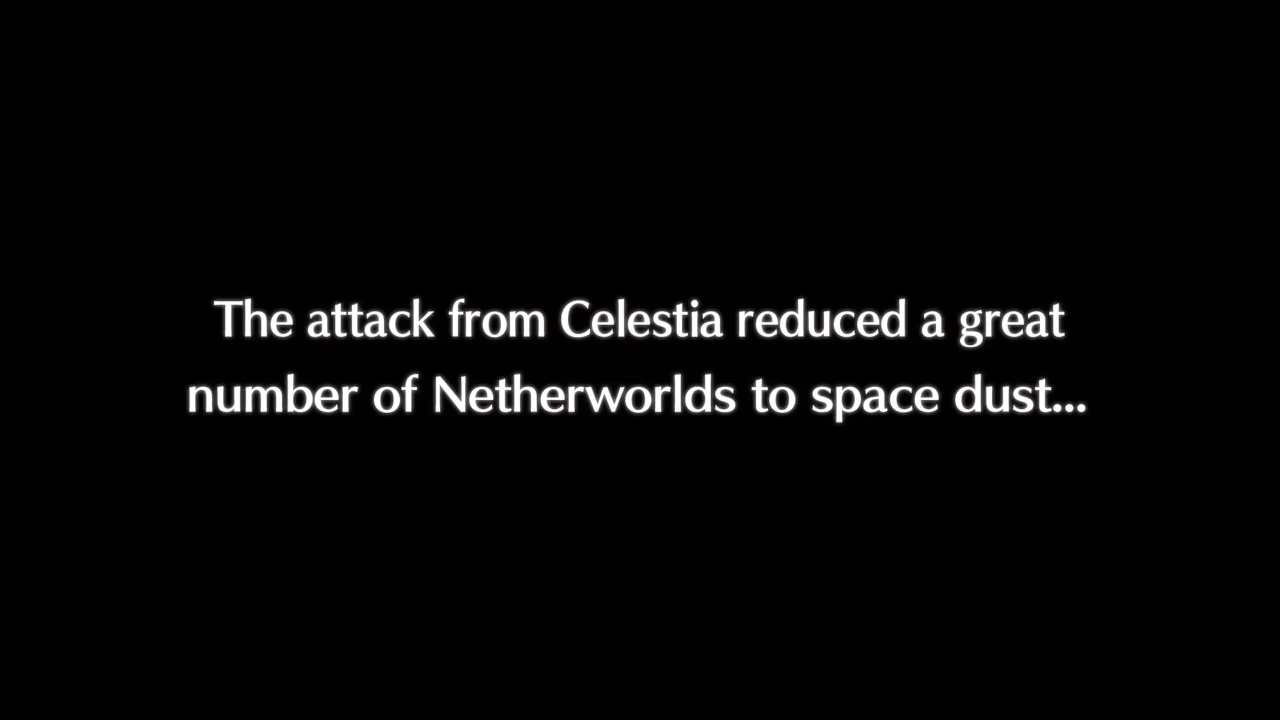 The attack from Celestia reduced a great
number of Netherworlds to space dust...